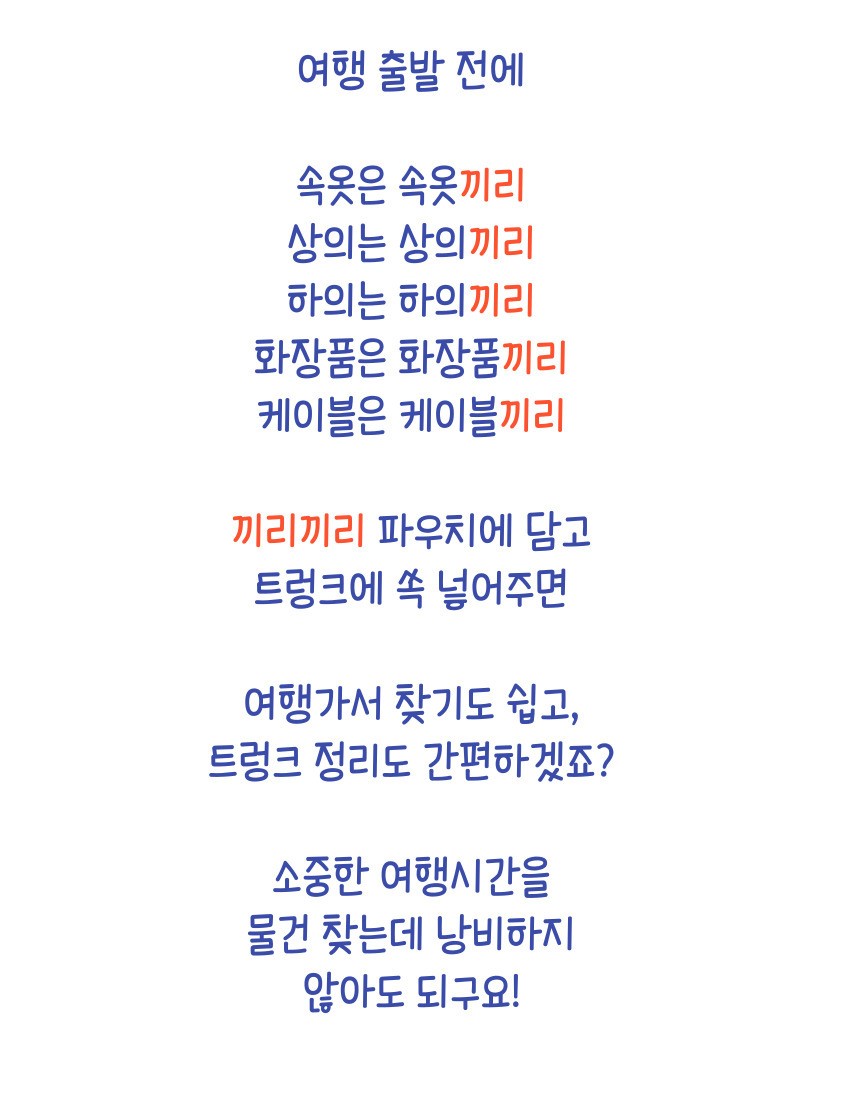 여행 출발 전에
속옷은 속옷끼리
상의는 상의끼리
하의는 하의끼리
화장품은 화장품끼리
케이블은 케이블끼리
끼리끼리 파우치에 담고
트렁크에 쏙 넣어주면
여행가서 찾기도 쉽고,
트렁크 정리도 간편하겠죠?
소중한 여행시간을
물건 찾는데 낭비하지
않아도 되구요!